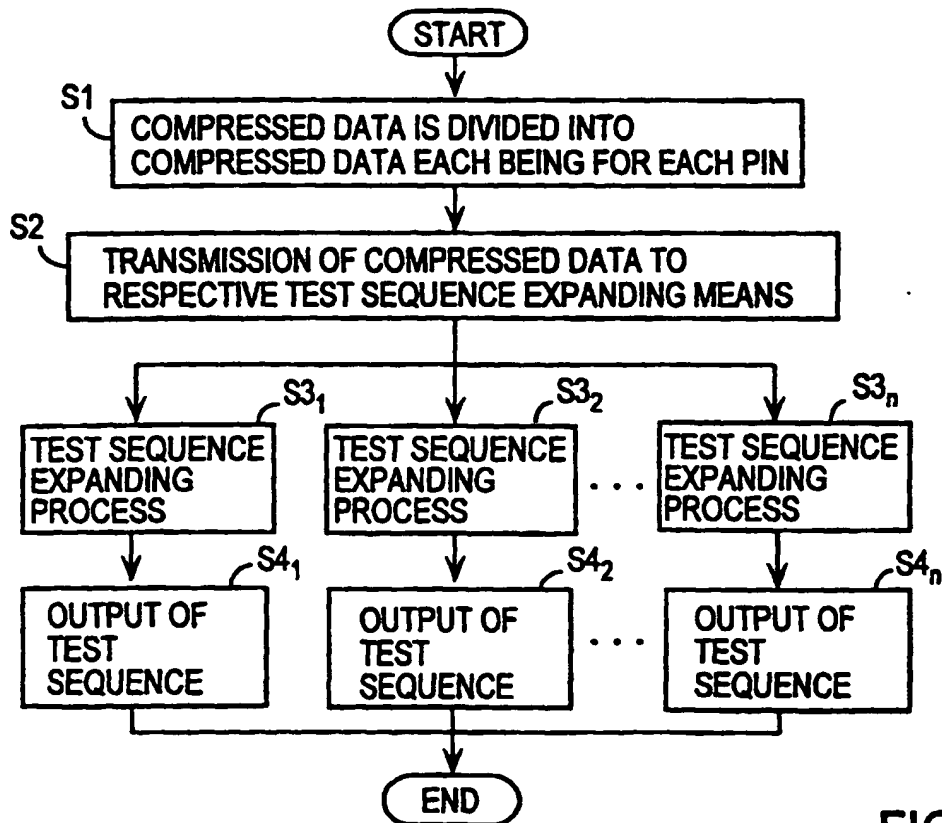 START
S1
COMPRESSED DATA IS DIVIDED INTO
COMPRESSED DATA EACH BEING FOR EACH PIN
S2
TRANSMISSION OF COMPRESSED DATA TO
RESPECTIVE TEST SEQUENCE EXPANDING MEANS
S3₁
TEST SEQUENCE
EXPANDING
PROCESS
S3₂
TEST SEQUENCE
EXPANDING
PROCESS
. . .
S3ₙ
TEST SEQUENCE
EXPANDING
PROCESS
S4₁
OUTPUT OF
TEST
SEQUENCE
S4₂
OUTPUT OF
TEST
SEQUENCE
. . .
S4ₙ
OUTPUT OF
TEST
SEQUENCE
END